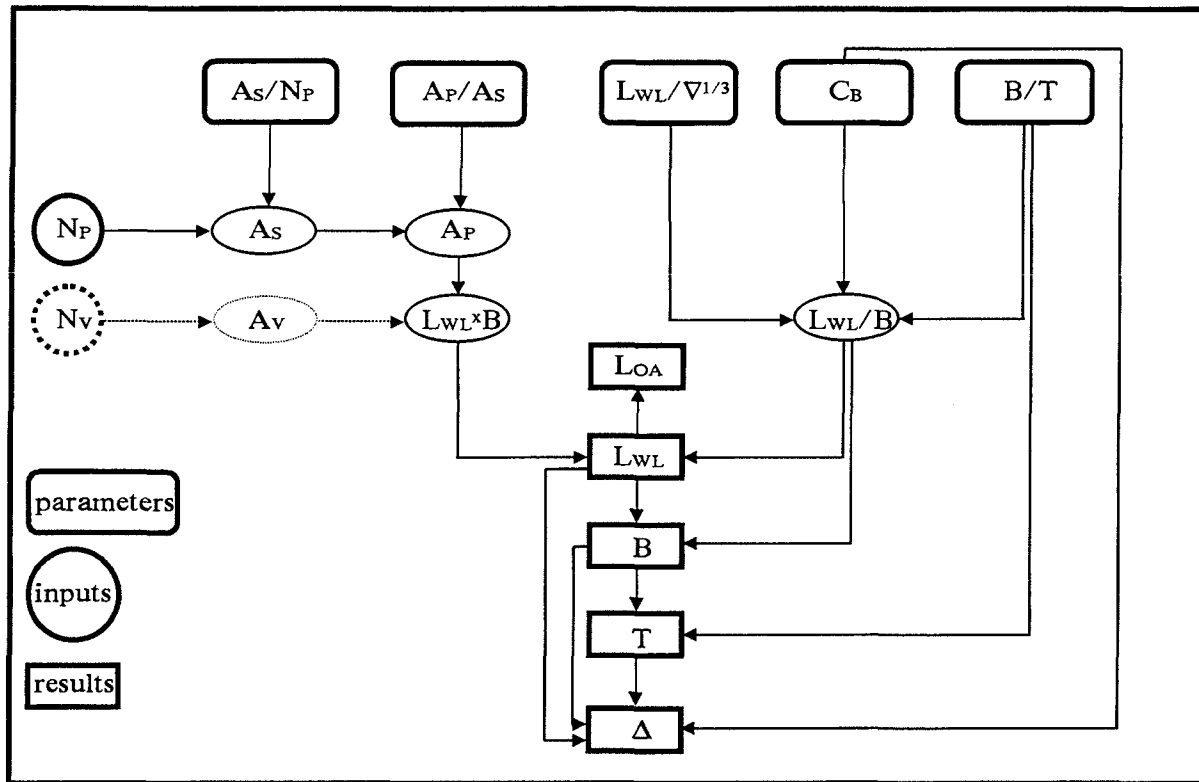 As/NP
AP/As
LWL/∇1/3
CB
B/T
NP
As
AP
NV
AV
LWLxB
LWL/B
LOA
LWL
B
T
Δ
parameters
inputs
results